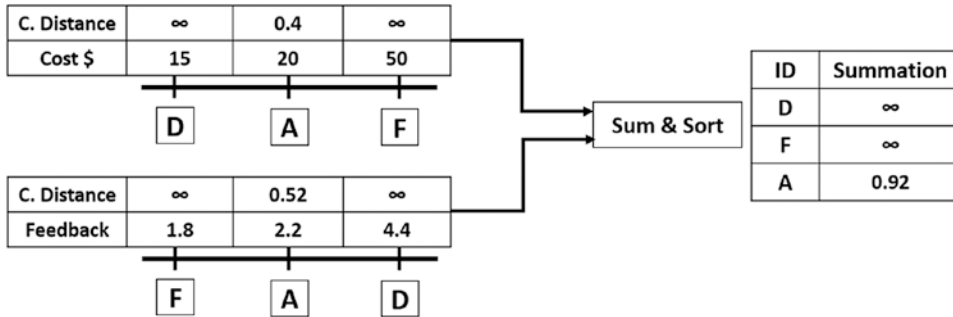 C. Distance ∞ 0.4 ∞
Cost $ 15 20 50
D A F
Sum & Sort
ID Summation
D ∞
F ∞
A 0.92
C. Distance ∞ 0.52 ∞
Feedback 1.8 2.2 4.4
F A D